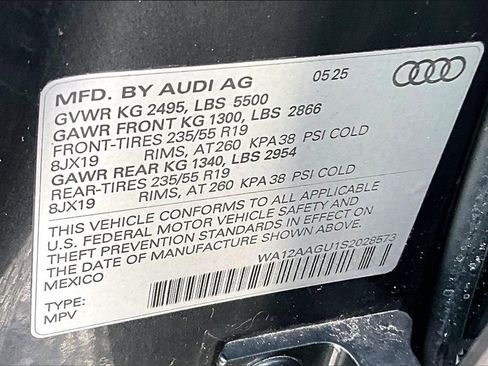 MFD. BY AUDI AG 05 25
GVWR KG 2495, LBS 5500
GAWR FRONT KG 1300, LBS 2866
FRONT-TIRES 235/55 R19
8JX19 RIMS, AT 260 KPA 38 PSI COLD
GAWR REAR KG 1340, LBS 2954
REAR-TIRES 235/55 R19
8JX19 RIMS, AT 260 KPA 38 PSI COLD
THIS VEHICLE CONFORMS TO ALL APPLICABLE
U.S. FEDERAL MOTOR VEHICLE SAFETY AND
THEFT PREVENTION STANDARDS IN EFFECT ON
THE DATE OF MANUFACTURE SHOWN ABOVE.
MEXICO
WA12AAGU1S2028573
TYPE:
MPV